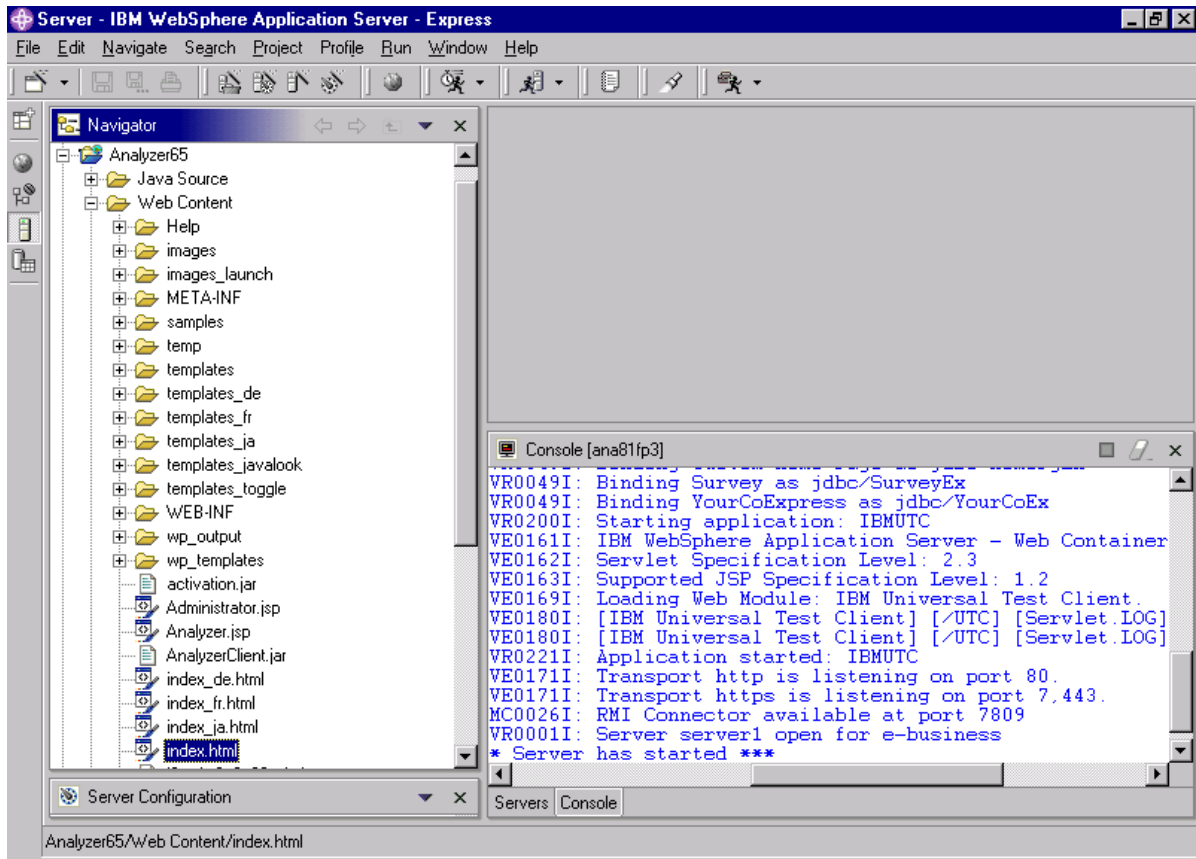 Server - IBM WebSphere Application Server - Express
File Edit Navigate Search Project Profile Run Window Help
Navigator
Analyzer65
Java Source
Web Content
Help
images
images_launch
META-INF
samples
temp
templates
templates_de
templates_fr
templates_ja
templates_javalook
templates_toggle
WEB-INF
wp_output
wp_templates
activation.jar
Administrator.jsp
Analyzer.jsp
AnalyzerClient.jar
index_de.html
index_fr.html
index_ja.html
index.html
Server Configuration
Console [ana81fp3]
VR0049I: Binding Survey as jdbc/SurveyEx
VR0049I: Binding YourCoExpress as jdbc/YourCoEx
VR0200I: Starting application: IBMUTC
VE0161I: IBM WebSphere Application Server - Web Container
VE0162I: Servlet Specification Level: 2.3
VE0163I: Supported JSP Specification Level: 1.2
VE0169I: Loading Web Module: IBM Universal Test Client.
VE0180I: [IBM Universal Test Client] [/UTC] [Servlet.LOG]
VE0180I: [IBM Universal Test Client] [/UTC] [Servlet.LOG]
VR0221I: Application started: IBMUTC
VE0171I: Transport http is listening on port 80.
VE0171I: Transport https is listening on port 7,443.
MC0026I: RMI Connector available at port 7809
VR0001I: Server server1 open for e-business
* Server has started ***
Servers Console
Analyzer65/Web Content/index.html